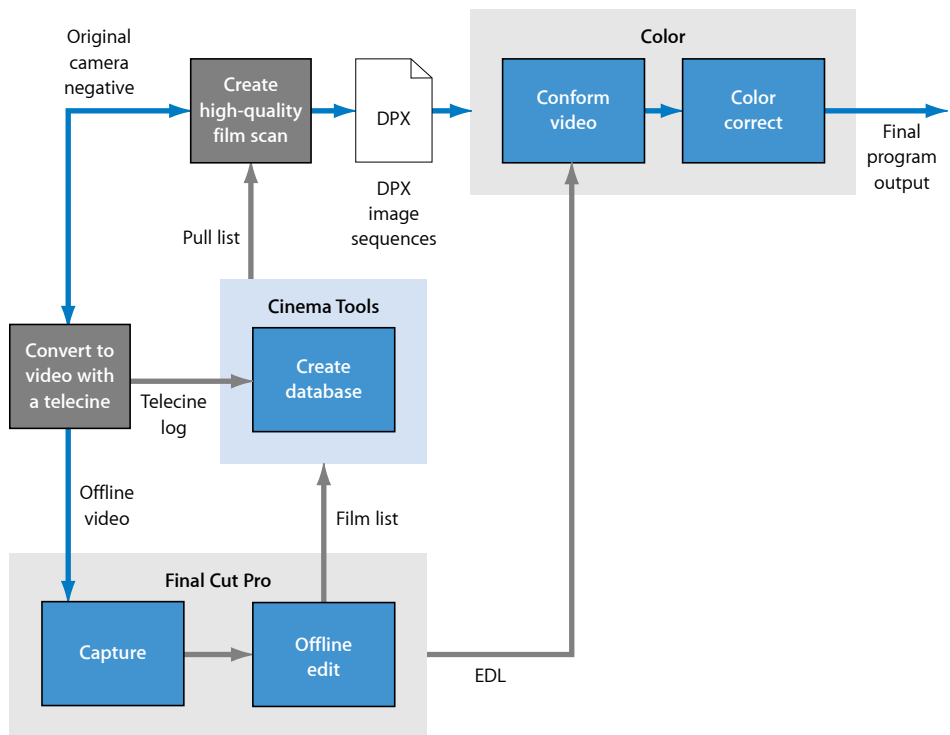 Original
camera
negative
Create
high-quality
film scan
DPX
DPX
image
sequences
Color
Conform
video
Color
correct
Final
program
output
Pull list
Cinema Tools
Create
database
Convert to
video with
a telecine
Telecine
log
Offline
video
Film list
Final Cut Pro
Capture
Offline
edit
EDL